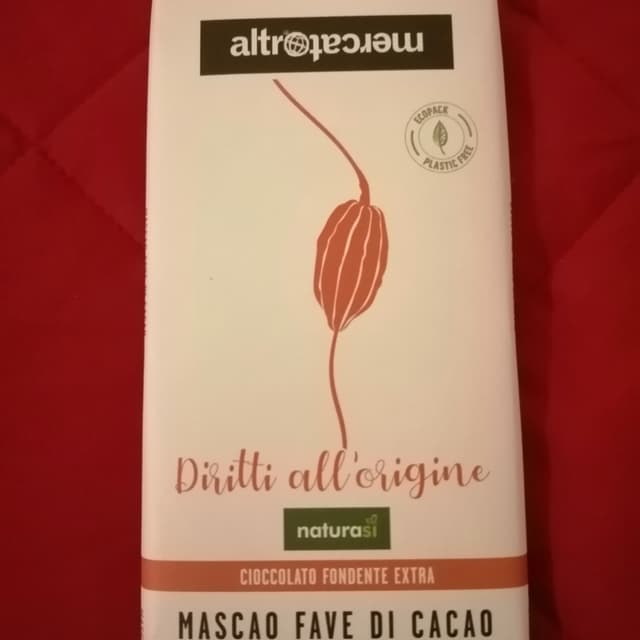 altromercato
ECOPACK
PLASTIC FREE
Diritti all'origine
naturasì
CIOCCOLATO FONDENTE EXTRA
MASCAO FAVE DI CACAO